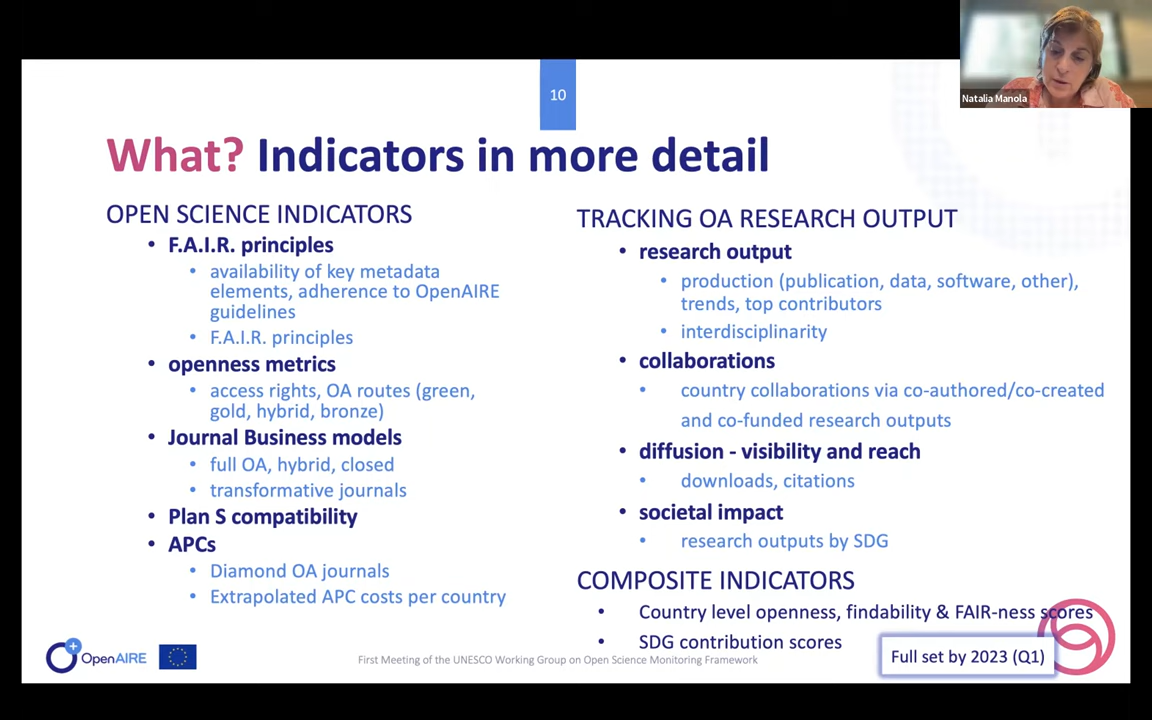 Natalia Manola
10
What? Indicators in more detail
OPEN SCIENCE INDICATORS
• F.A.I.R. principles
• availability of key metadata
elements, adherence to OpenAIRE
guidelines
• F.A.I.R. principles
• openness metrics
• access rights, OA routes (green,
gold, hybrid, bronze)
• Journal Business models
• full OA, hybrid, closed
• transformative journals
• Plan S compatibility
• APCs
• Diamond OA journals
• Extrapolated APC costs per country
TRACKING OA RESEARCH OUTPUT
• research output
• production (publication, data, software, other),
trends, top contributors
• interdisciplinarity
• collaborations
• country collaborations via co-authored/co-created
and co-funded research outputs
• diffusion - visibility and reach
• downloads, citations
• societal impact
• research outputs by SDG
COMPOSITE INDICATORS
• Country level openness, findability & FAIR-ness scores
• SDG contribution scores
Full set by 2023 (Q1)
OpenAIRE
First Meeting of the UNESCO Working Group on Open Science Monitoring Framework